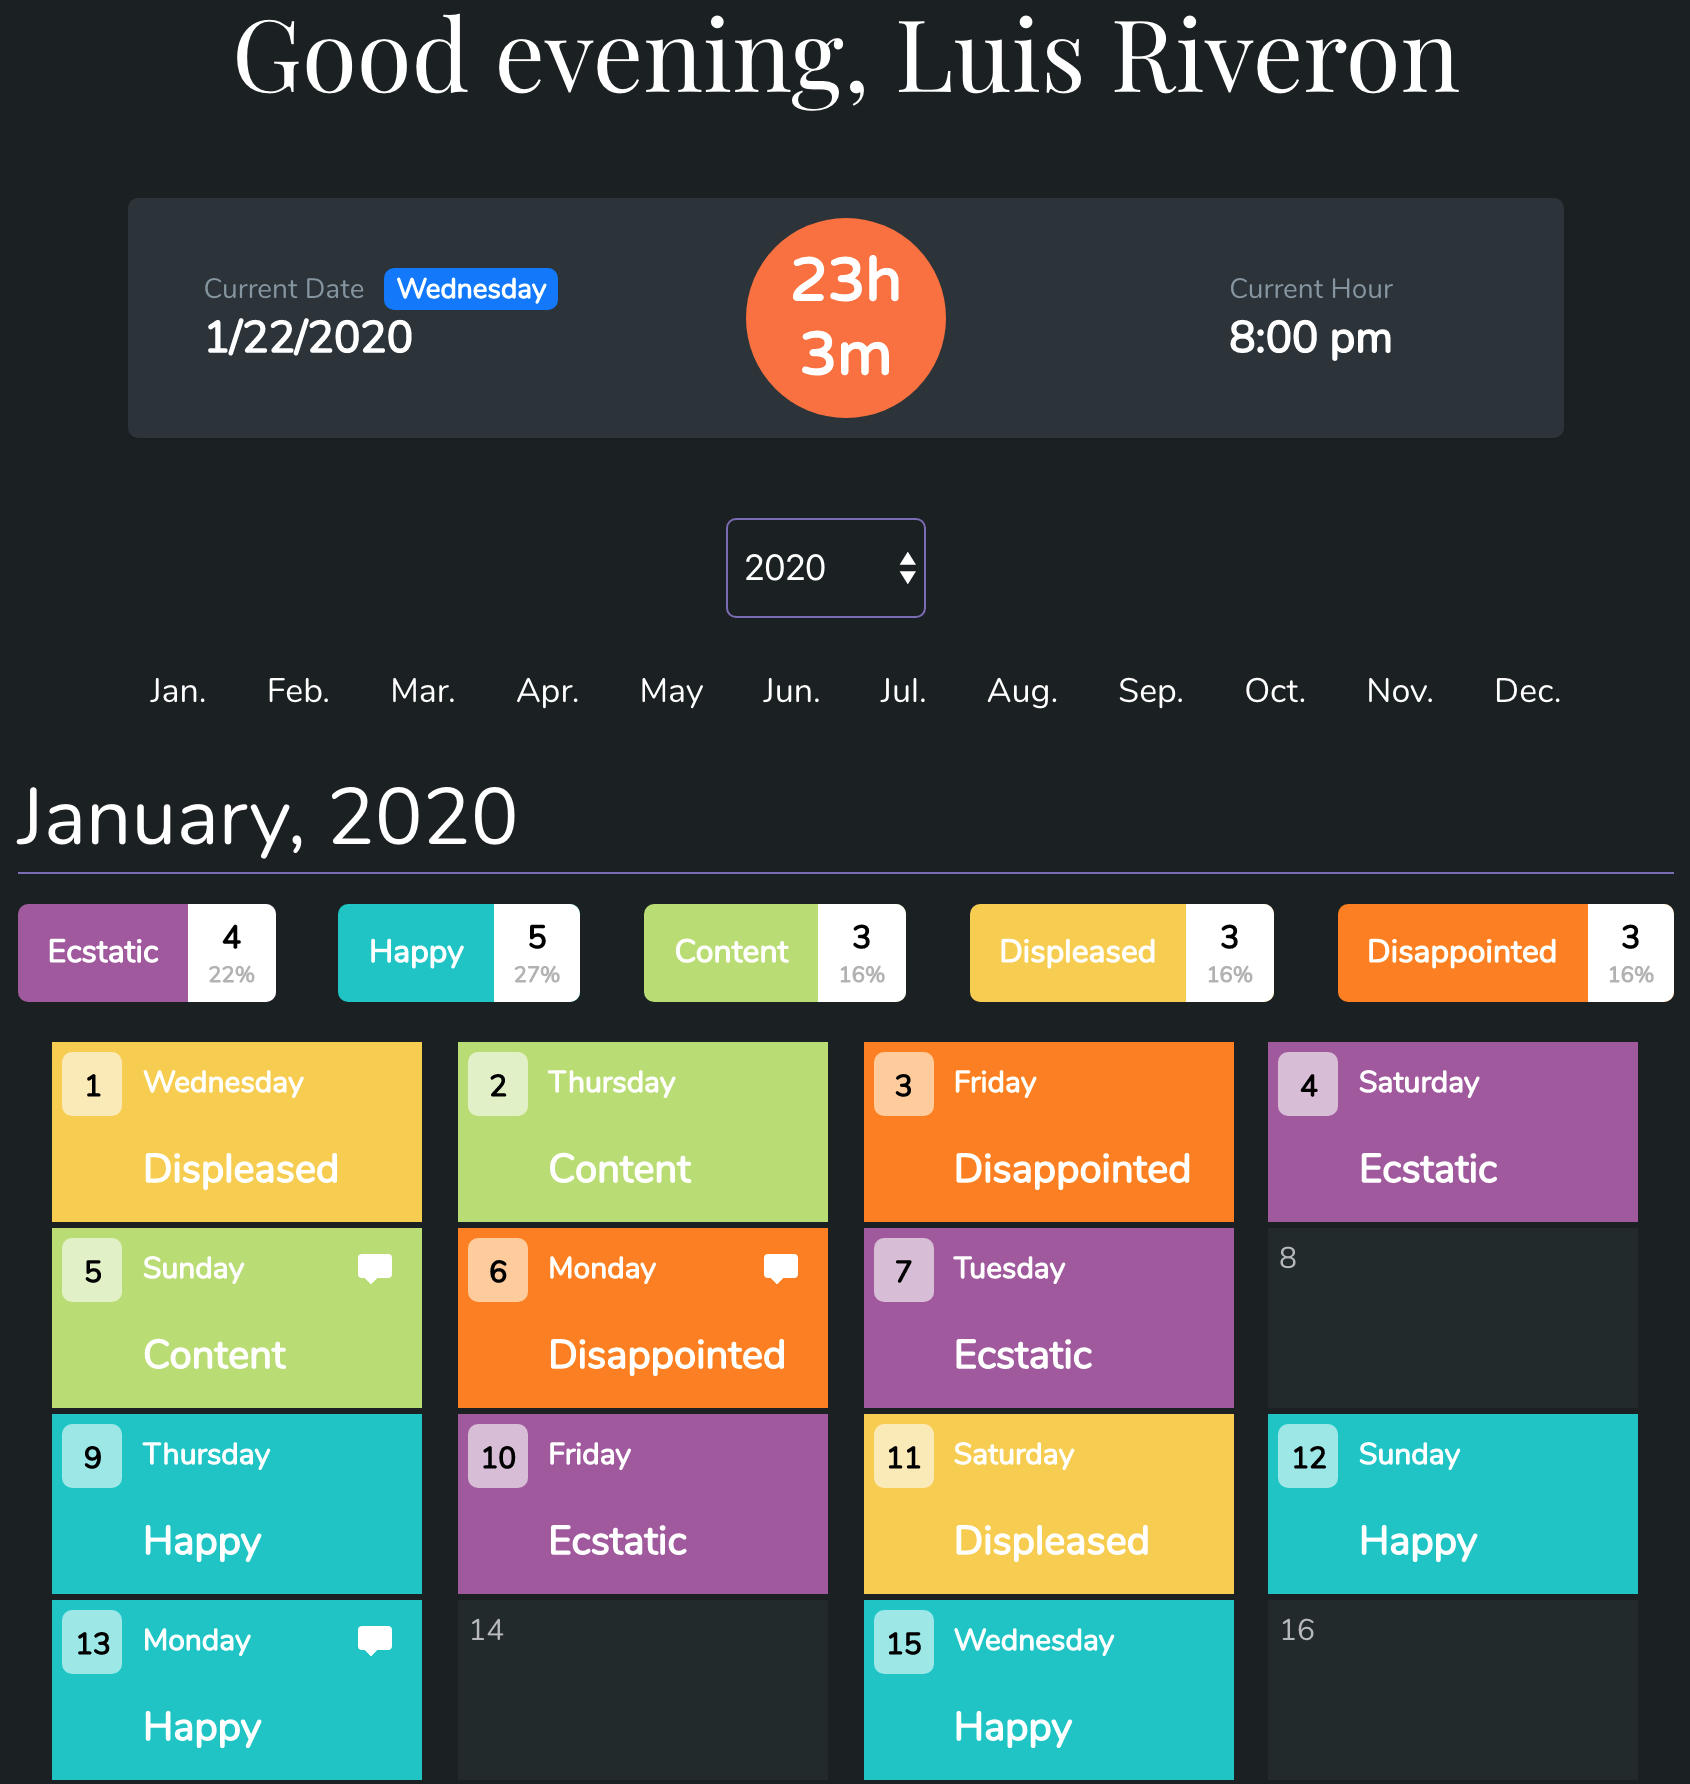 Good evening, Luis Riveron
Current Date Wednesday
1/22/2020
23h
3m
Current Hour
8:00 pm
2020
Jan. Feb. Mar. Apr. May Jun. Jul. Aug. Sep. Oct. Nov. Dec.
January, 2020
Ecstatic 4 22%
Happy 5 27%
Content 3 16%
Displeased 3 16%
Disappointed 3 16%
1 Wednesday
Displeased
2 Thursday
Content
3 Friday
Disappointed
4 Saturday
Ecstatic
5 Sunday
Content
6 Monday
Disappointed
7 Tuesday
Ecstatic
8
9 Thursday
Happy
10 Friday
Ecstatic
11 Saturday
Displeased
12 Sunday
Happy
13 Monday
Happy
14
15 Wednesday
Happy
16